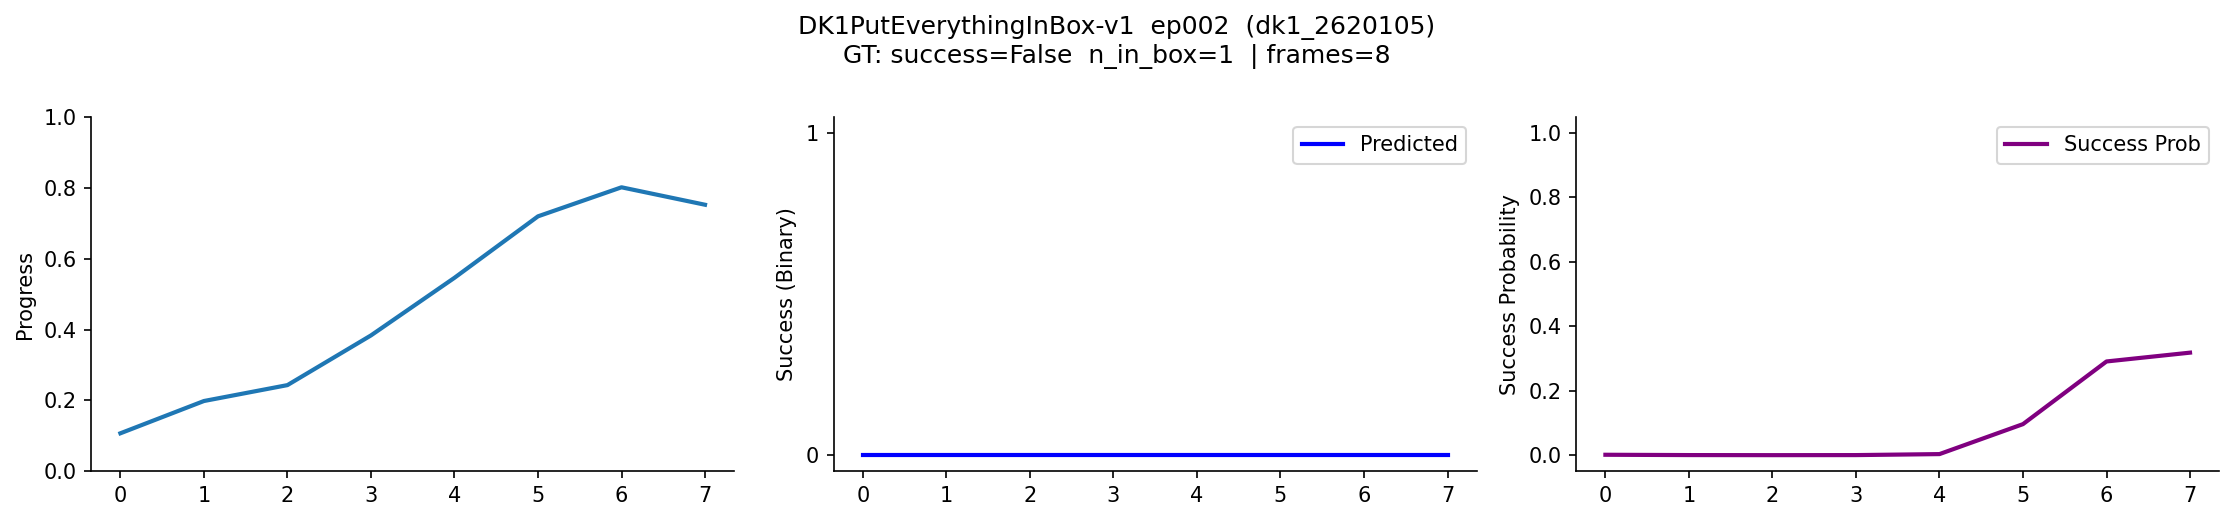 DK1PutEverythingInBox-v1  ep002  (dk1_2620105)
GT: success=False  n_in_box=1  | frames=8
Progress
1.0
0.8
0.6
0.4
0.2
0.0
0 1 2 3 4 5 6 7
Success (Binary)
1
0
Predicted
0 1 2 3 4 5 6 7
Success Probability
1.0
0.8
0.6
0.4
0.2
0.0
Success Prob
0 1 2 3 4 5 6 7